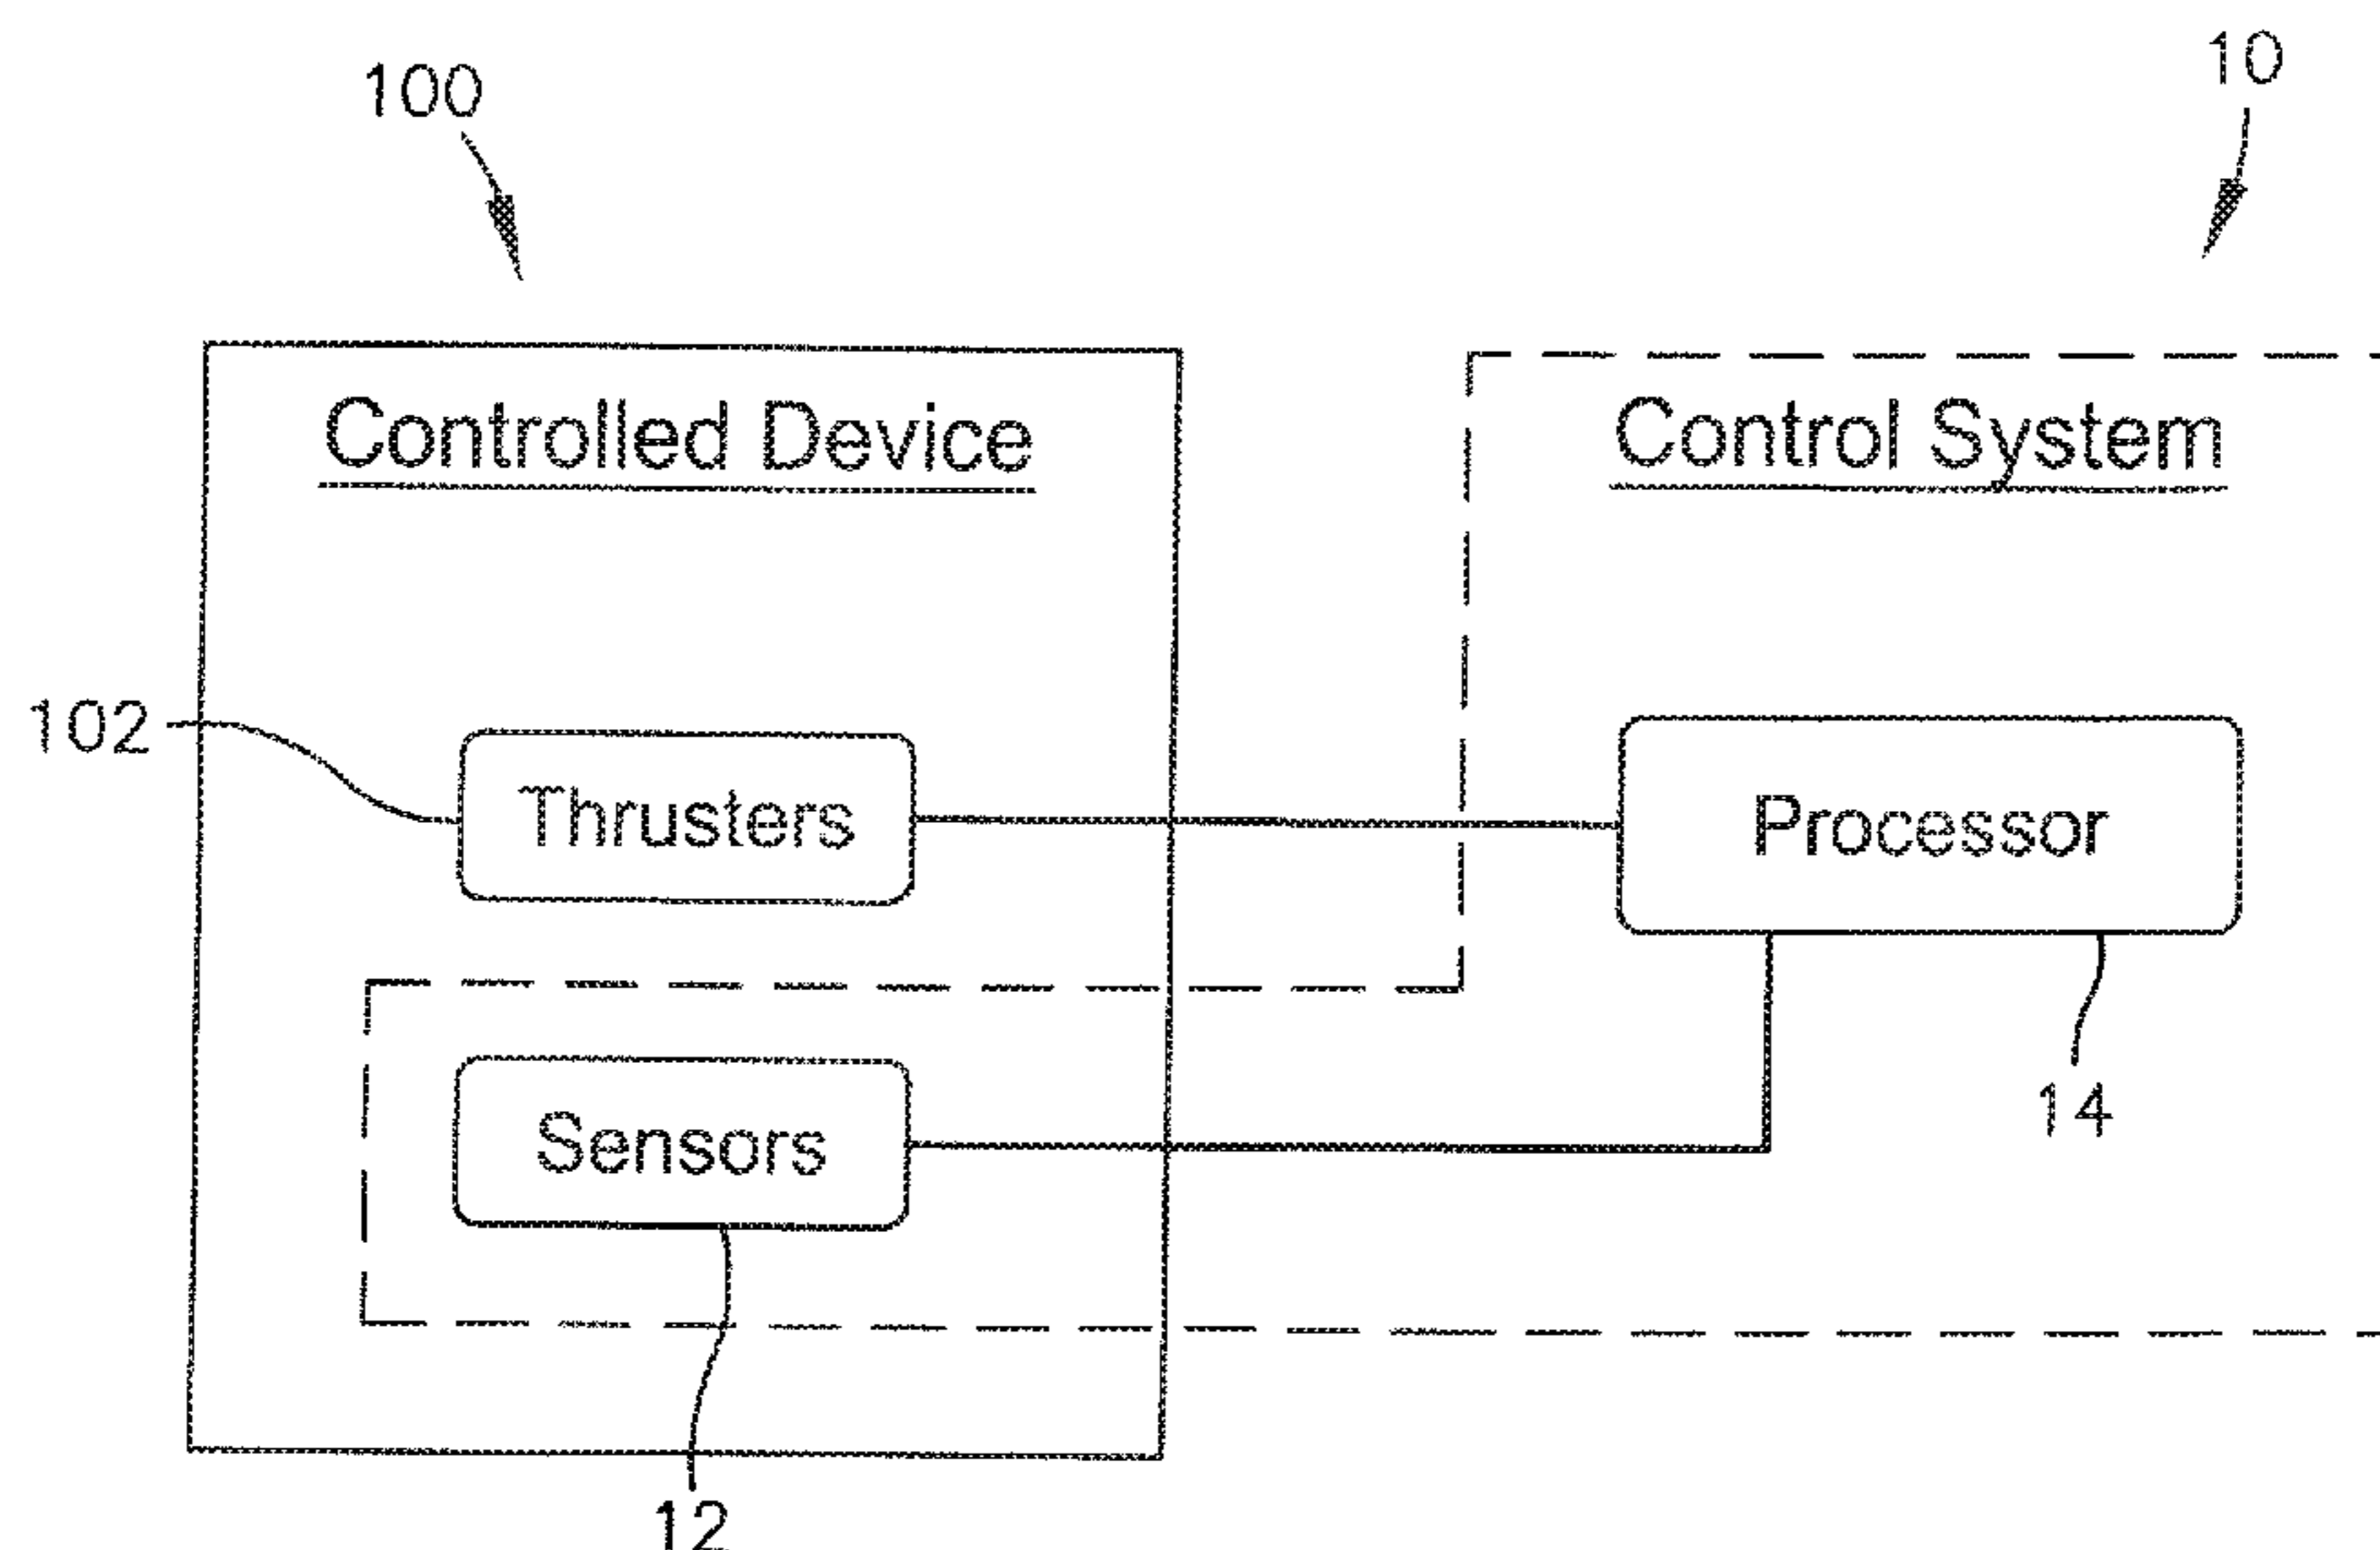 100
10
Controlled Device
Control System
102
Thrusters
Processor
Sensors
14
12